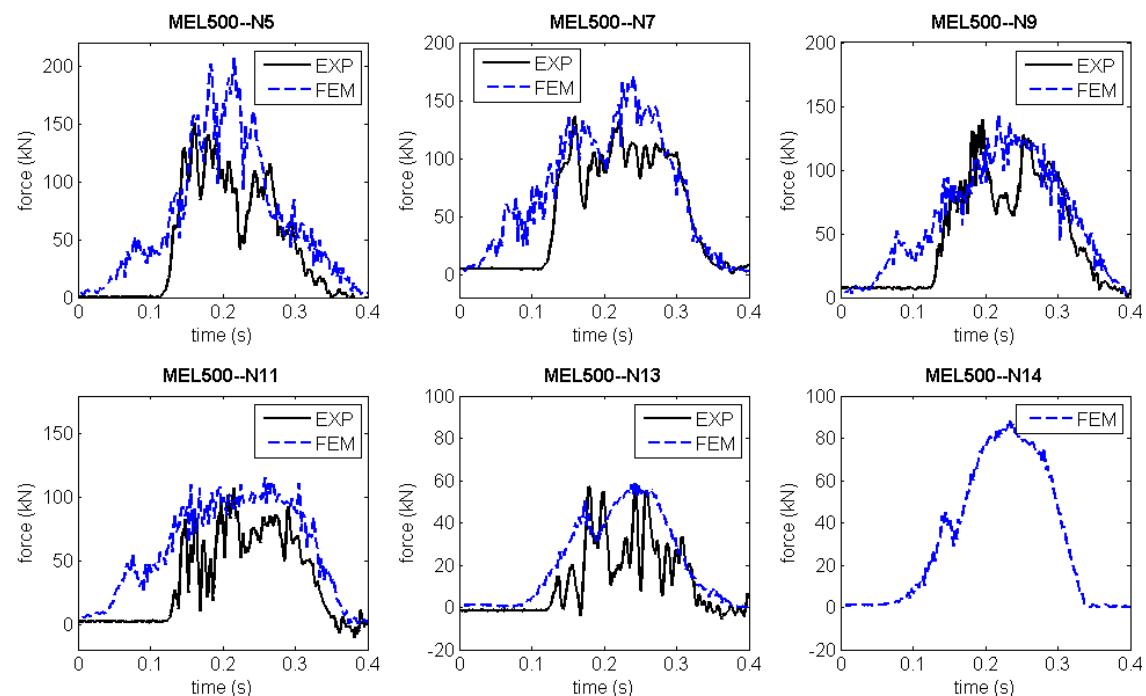 MEL500--N5
200
150
100
50
0
force (kN)
EXP
FEM
0 0.1 0.2 0.3 0.4
time (s)
MEL500--N7
200
150
100
50
0
force (kN)
EXP
FEM
0 0.1 0.2 0.3 0.4
time (s)
MEL500--N9
200
150
100
50
0
force (kN)
EXP
FEM
0 0.1 0.2 0.3 0.4
time (s)
MEL500--N11
150
100
50
0
force (kN)
EXP
FEM
0 0.1 0.2 0.3 0.4
time (s)
MEL500--N13
100
80
60
40
20
0
-20
force (kN)
EXP
FEM
0 0.1 0.2 0.3 0.4
time (s)
MEL500--N14
100
80
60
40
20
0
-20
force (kN)
FEM
0 0.1 0.2 0.3 0.4
time (s)